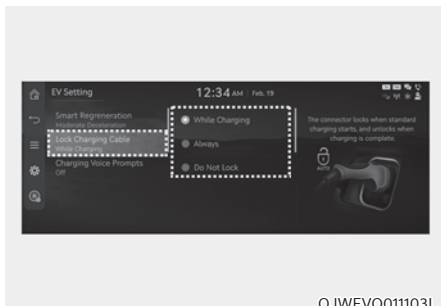 EV Setting
12:34 AM | Feb. 19
Smart Regreneration
Moderate Deceleration
Lock Charging Cable
While Charging
Charging Voice Prompts
Off
While Charging
Always
Do Not Lock
The connector locks when standard
charging starts, and unlocks when
charging is complete.
AUTO
OJWEVQ011103L